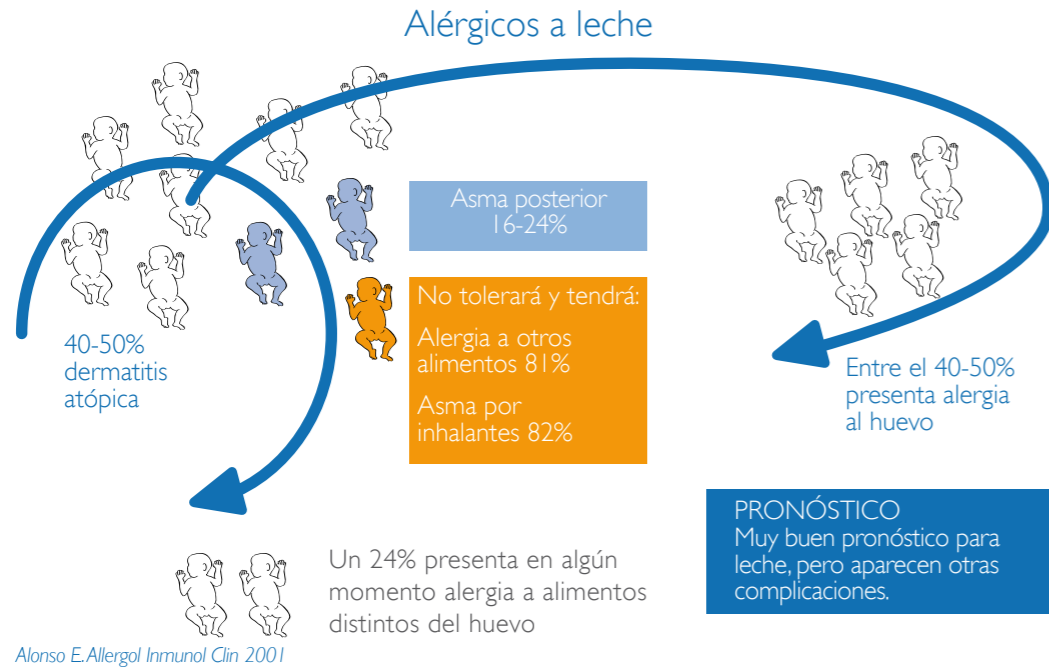 Alérgicos a leche
Asma posterior
16-24%
No tolerará y tendrá:
Alergia a otros
alimentos 81%
Asma por
inhalantes 82%
40-50%
dermatitis
atópica
Entre el 40-50%
presenta alergia
al huevo
PRONÓSTICO
Muy buen pronóstico para
leche, pero aparecen otras
complicaciones.
Un 24% presenta en algún
momento alergia a alimentos
distintos del huevo
Alonso E. Allergol Inmunol Clin 2001